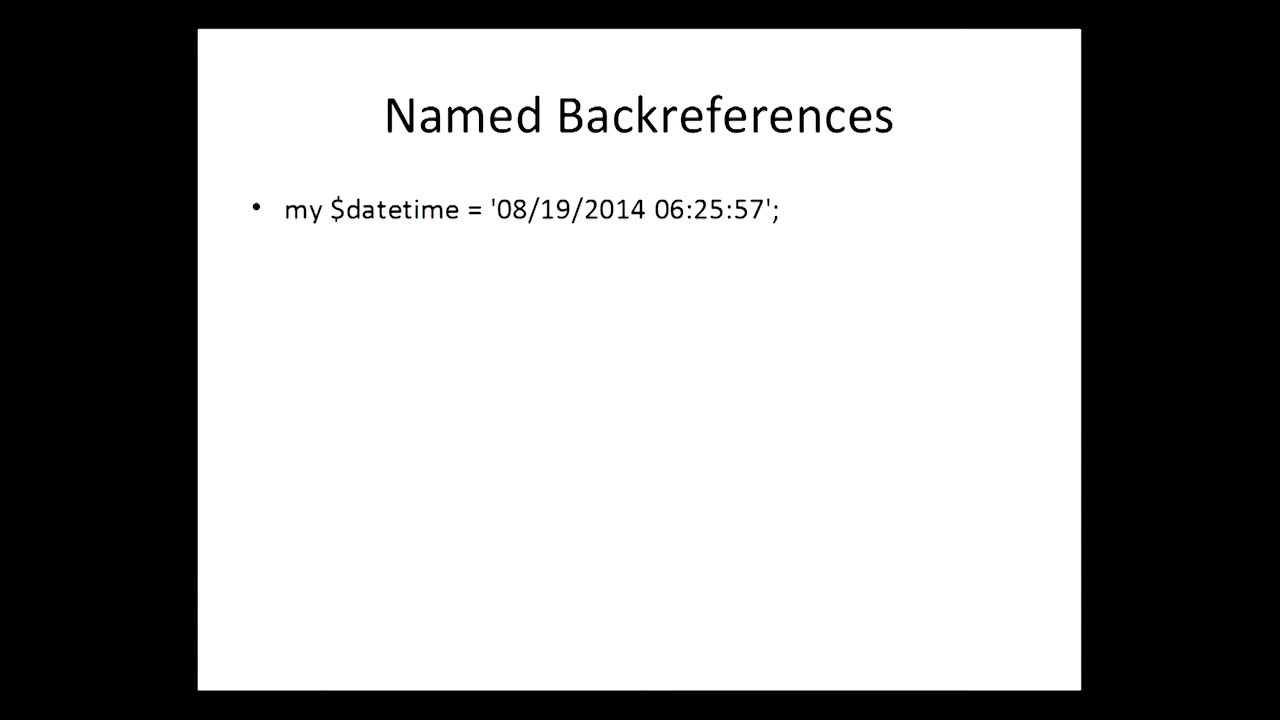 Named Backreferences
• my $datetime = '08/19/2014 06:25:57';